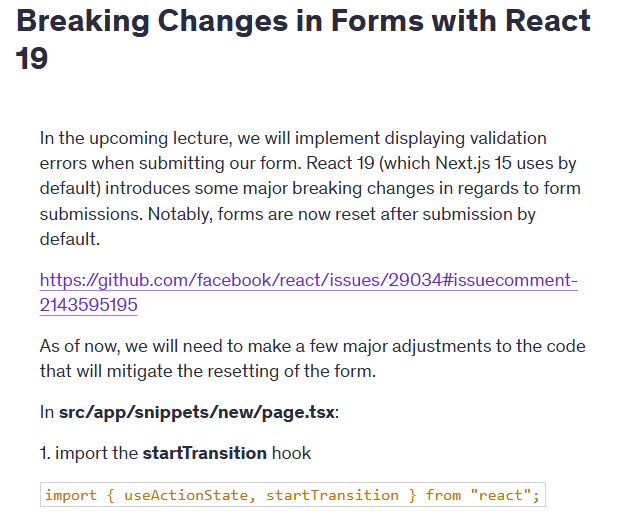 Breaking Changes in Forms with React
19
In the upcoming lecture, we will implement displaying validation
errors when submitting our form. React 19 (which Next.js 15 uses by
default) introduces some major breaking changes in regards to form
submissions. Notably, forms are now reset after submission by
default.
https://github.com/facebook/react/issues/29034#issuecomment-
2143595195
As of now, we will need to make a few major adjustments to the code
that will mitigate the resetting of the form.
In src/app/snippets/new/page.tsx:
1. import the startTransition hook
import { useActionState, startTransition } from "react";